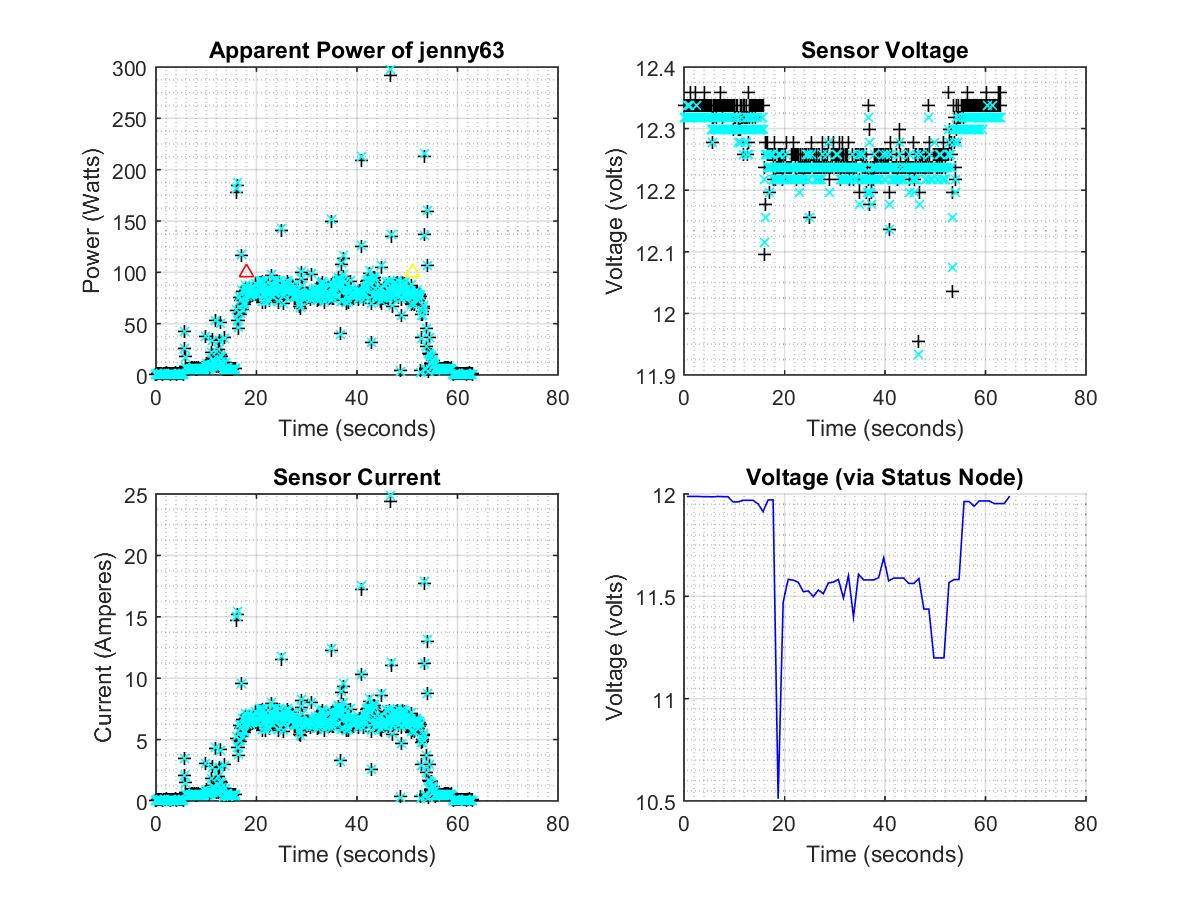 Apparent Power of jenny63
300
250
200
150
100
50
0
Power (Watts)
0 20 40 60 80
Time (seconds)
Sensor Voltage
12.4
12.3
12.2
12.1
12
11.9
Voltage (volts)
0 20 40 60 80
Time (seconds)
Sensor Current
25
20
15
10
5
0
Current (Amperes)
0 20 40 60 80
Time (seconds)
Voltage (via Status Node)
12
11.5
11
10.5
Voltage (volts)
0 20 40 60 80
Time (seconds)